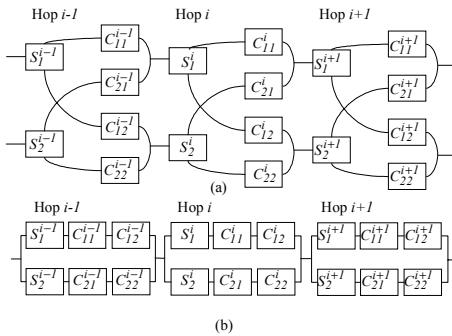 Hop i-1 Hop i Hop i+1
S_1^{i-1} C_{11}^{i-1} S_1^i C_{11}^i S_1^{i+1} C_{11}^{i+1}
C_{21}^{i-1} C_{21}^i C_{21}^{i+1}
S_2^{i-1} C_{12}^{i-1} S_2^i C_{12}^i S_2^{i+1} C_{12}^{i+1}
C_{22}^{i-1} C_{22}^i C_{22}^{i+1}
(a)
Hop i-1 Hop i Hop i+1
S_1^{i-1} C_{11}^{i-1} C_{12}^{i-1} S_1^i C_{11}^i C_{12}^i S_1^{i+1} C_{11}^{i+1} C_{12}^{i+1}
S_2^{i-1} C_{21}^{i-1} C_{22}^{i-1} S_2^i C_{21}^i C_{22}^i S_2^{i+1} C_{21}^{i+1} C_{22}^{i+1}
(b)